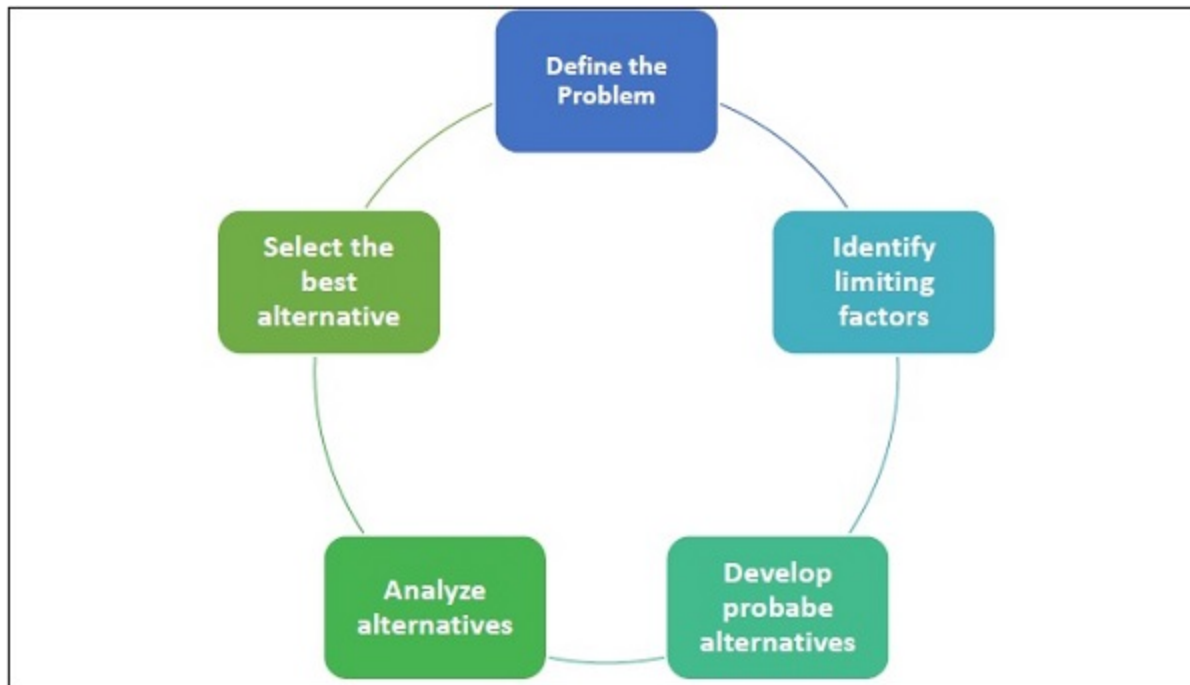 Define the
Problem
Identify
limiting
factors
Develop
probabe
alternatives
Analyze
alternatives
Select the
best
alternative